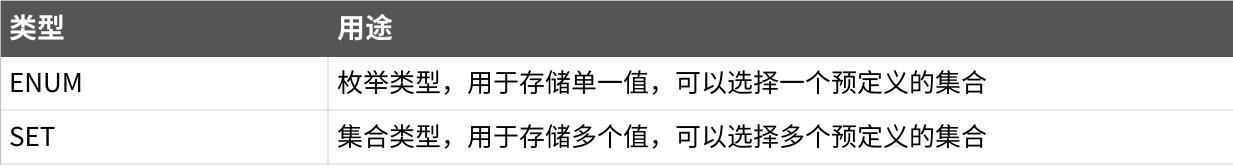 类型 用途
ENUM 枚举类型，用于存储单一值，可以选择一个预定义的集合
SET 集合类型，用于存储多个值，可以选择多个预定义的集合